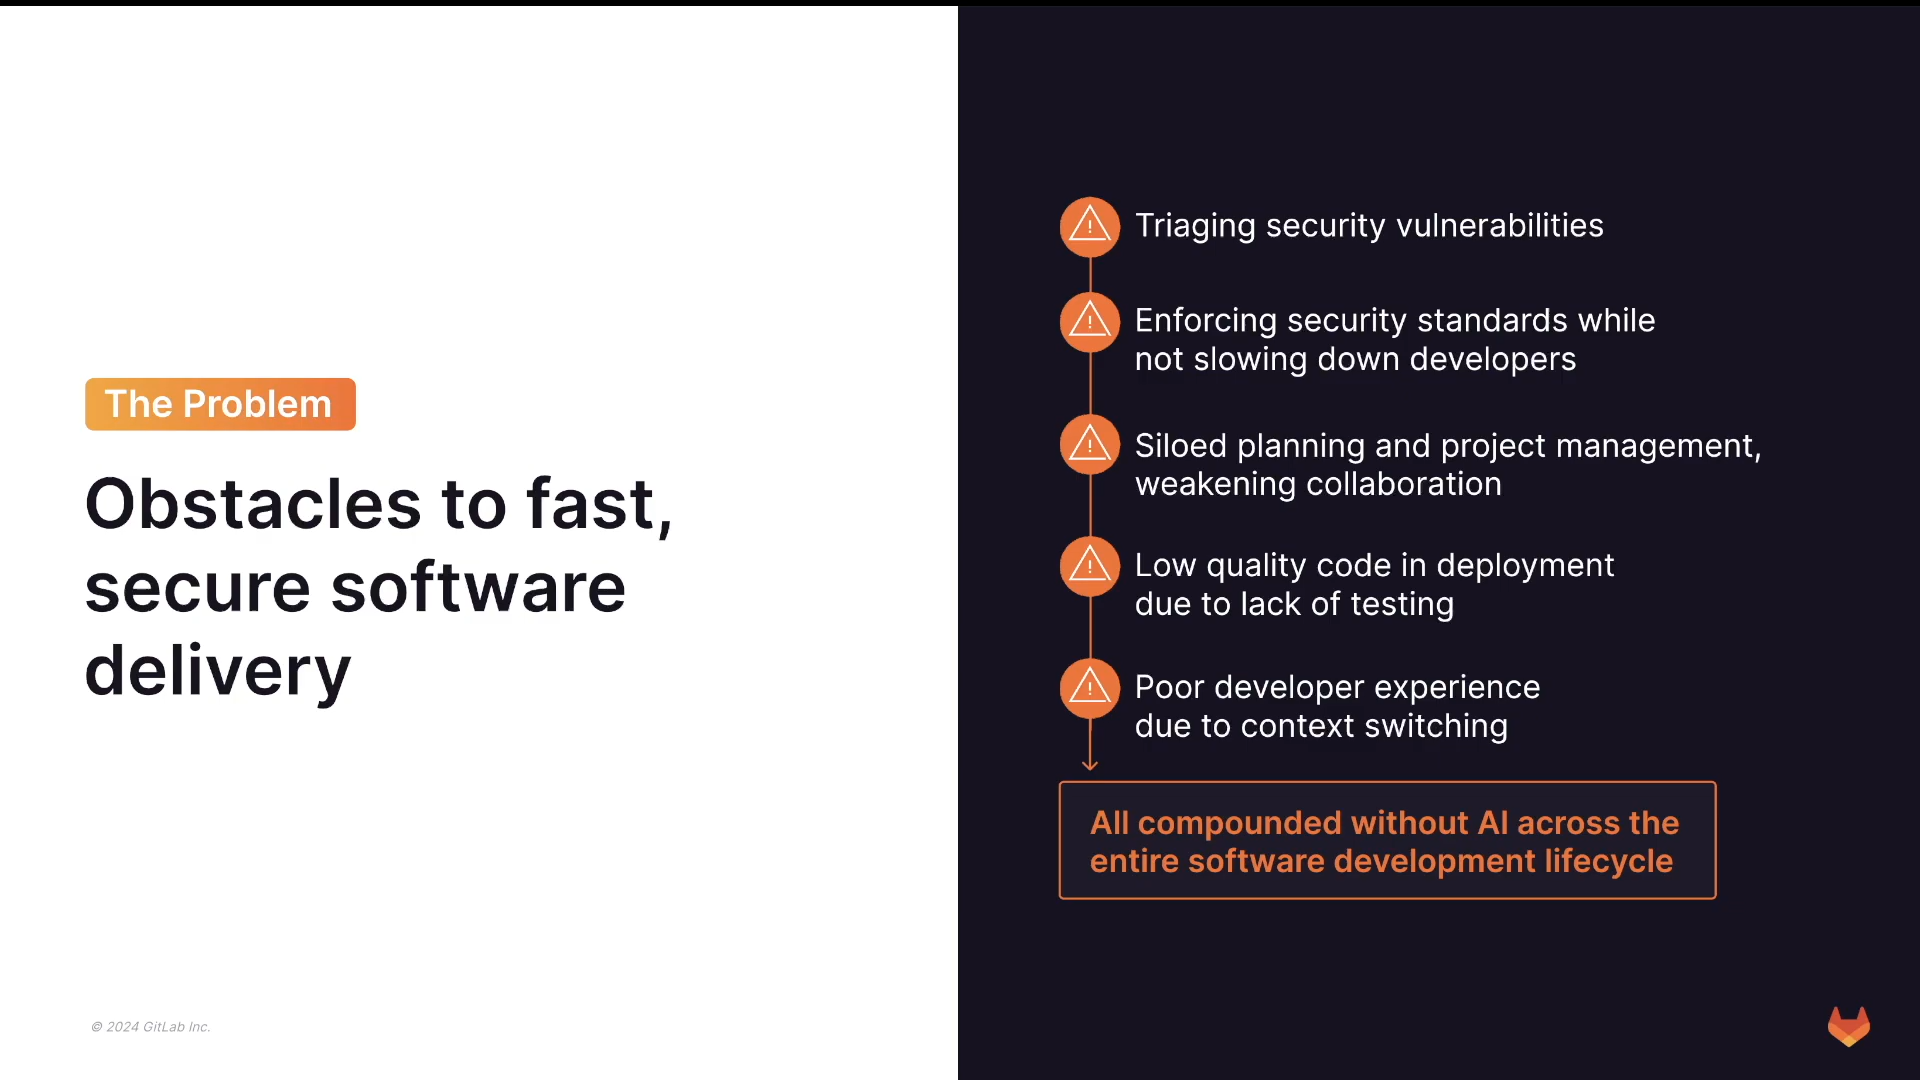 The Problem
Obstacles to fast,
secure software
delivery
© 2024 GitLab Inc.
Triaging security vulnerabilities
Enforcing security standards while
not slowing down developers
Siloed planning and project management,
weakening collaboration
Low quality code in deployment
due to lack of testing
Poor developer experience
due to context switching
All compounded without AI across the
entire software development lifecycle